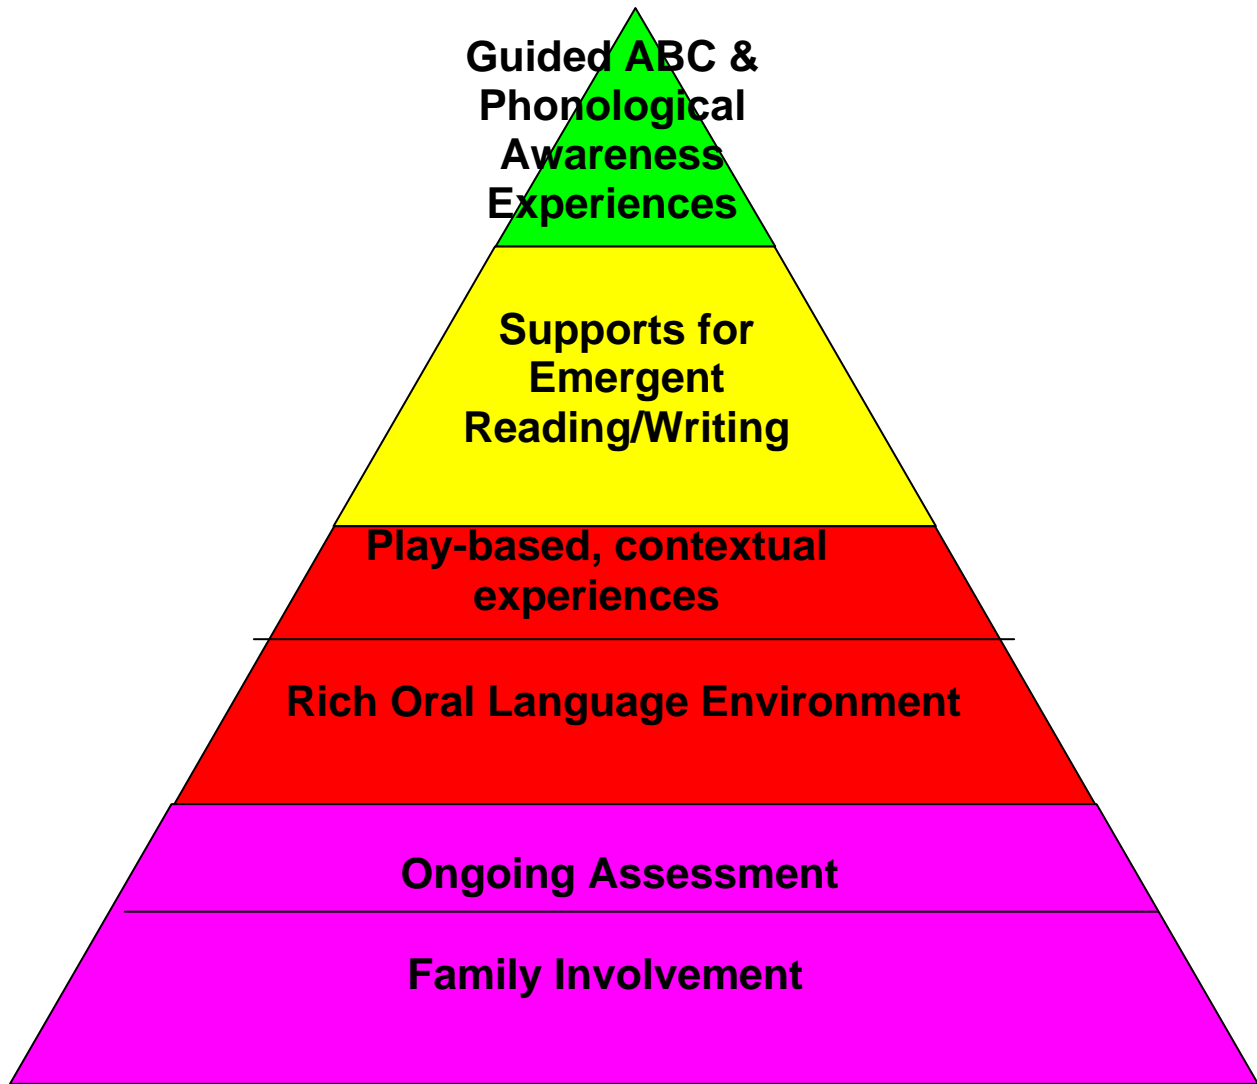 Guided ABC &
Phonological
Awareness
Experiences
Supports for
Emergent
Reading/Writing
Play-based, contextual
experiences
Rich Oral Language Environment
Ongoing Assessment
Family Involvement